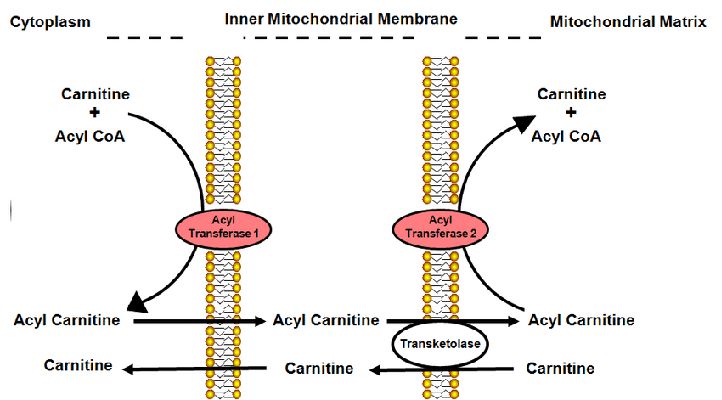 Cytoplasm
Inner Mitochondrial Membrane
Mitochondrial Matrix
Carnitine
+
Acyl CoA
Carnitine
+
Acyl CoA
Acyl
Transferase 1
Acyl
Transferase 2
Acyl Carnitine
Acyl Carnitine
Acyl Carnitine
Transketolase
Carnitine
Carnitine
Carnitine